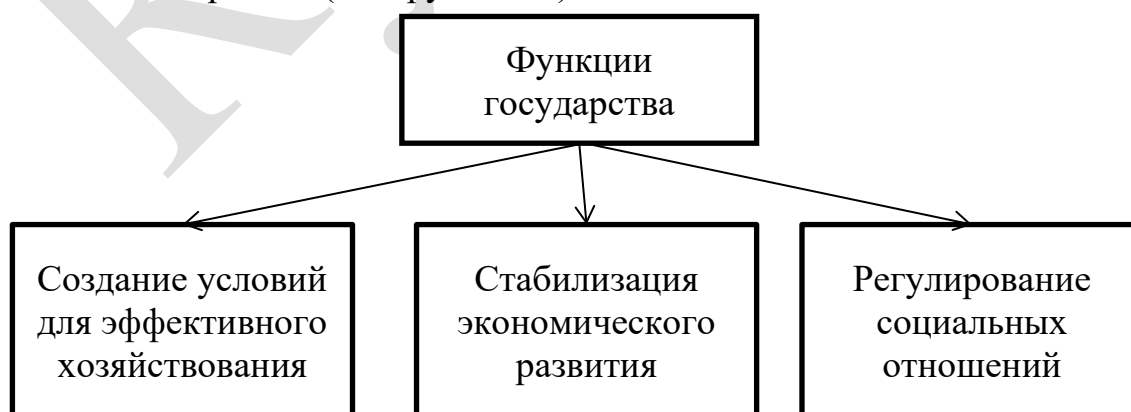 Функции
государства
Создание условий
для эффективного
хозяйствования
Стабилизация
экономического
развития
Регулирование
социальных
отношений